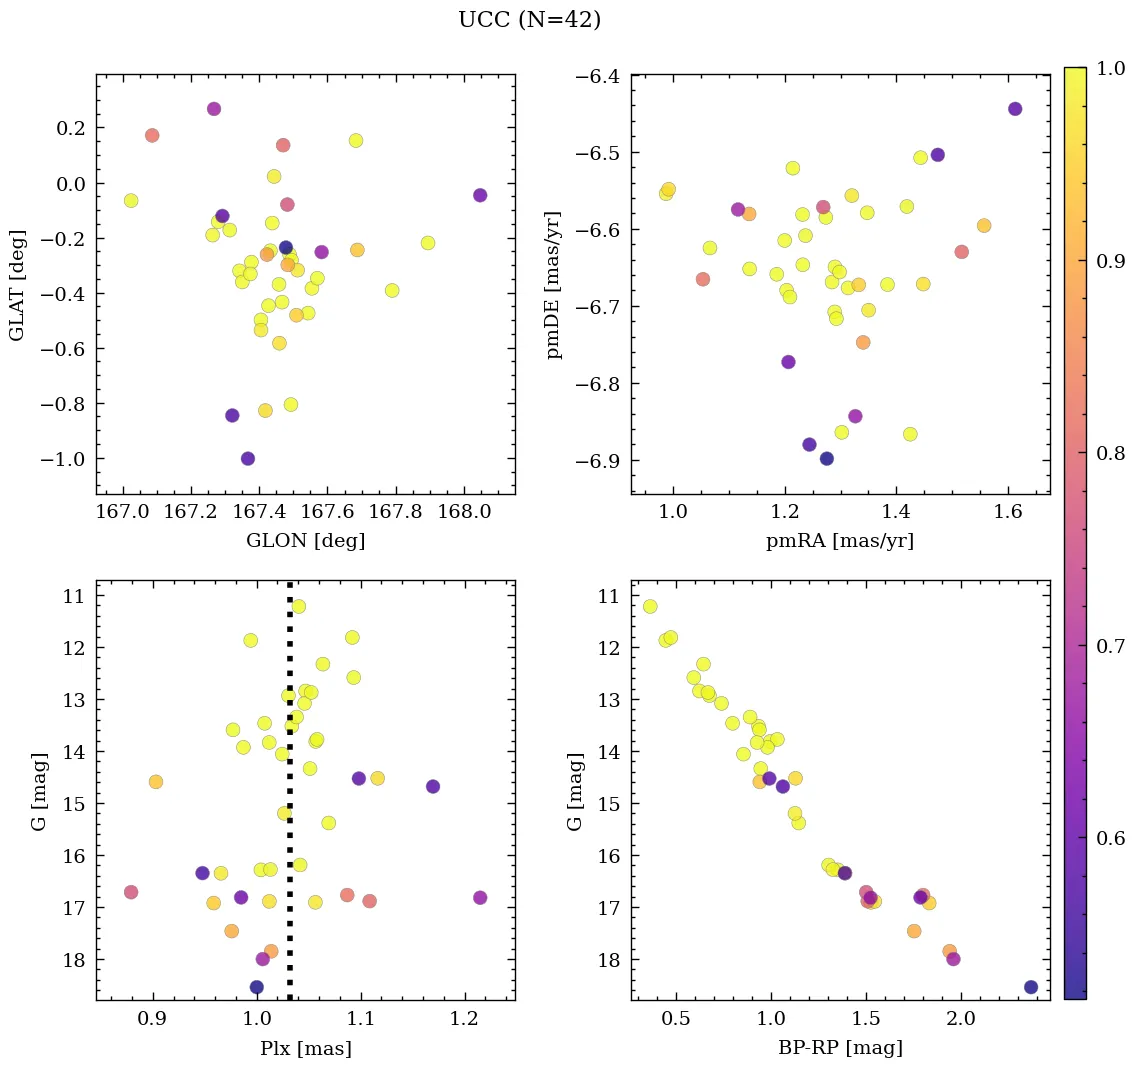 UCC (N=42)
0.2
0.0
−0.2
−0.4
−0.6
−0.8
−1.0
GLAT [deg]
167.0 167.2 167.4 167.6 167.8 168.0
GLON [deg]
−6.4
−6.5
−6.6
−6.7
−6.8
−6.9
pmDE [mas/yr]
1.0 1.2 1.4 1.6
pmRA [mas/yr]
11
12
13
14
15
16
17
18
G [mag]
0.9 1.0 1.1 1.2
Plx [mas]
11
12
13
14
15
16
17
18
G [mag]
0.5 1.0 1.5 2.0
BP-RP [mag]
1.0
0.9
0.8
0.7
0.6